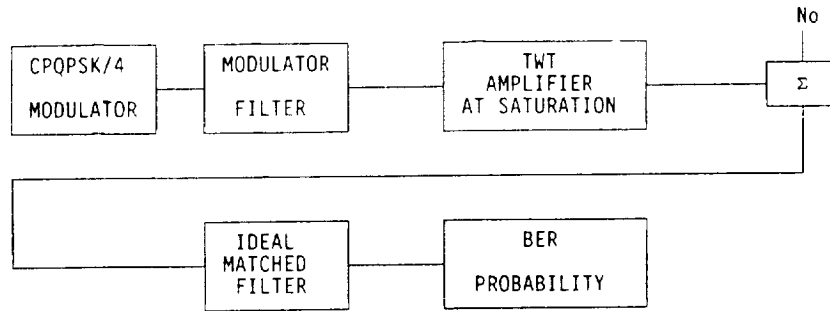 No
CPQPSK/4
MODULATOR
MODULATOR
FILTER
TWT
AMPLIFIER
AT SATURATION
Σ
IDEAL
MATCHED
FILTER
BER
PROBABILITY